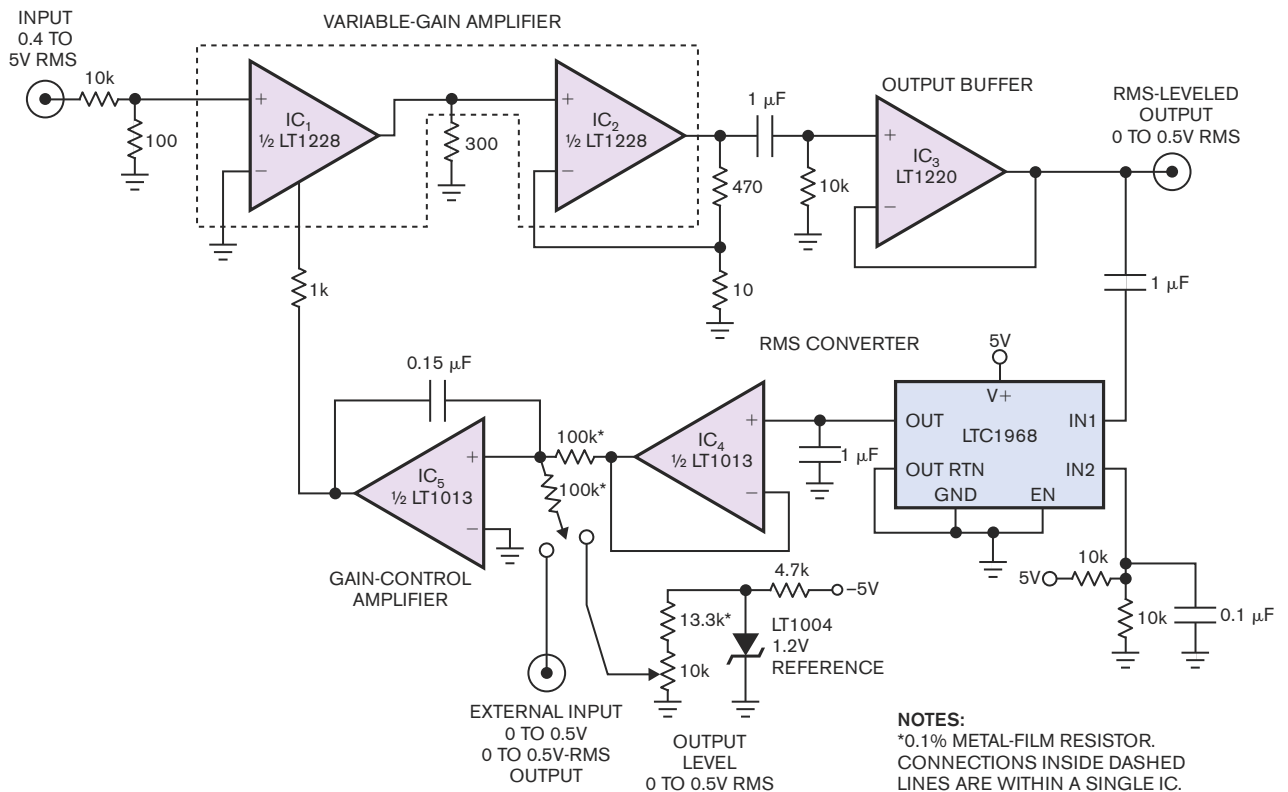 INPUT
0.4 TO
5V RMS
VARIABLE-GAIN AMPLIFIER
10k
100
+
−
IC1
½ LT1228
300
+
−
IC2
½ LT1228
1 µF
470
10
10k
OUTPUT BUFFER
+
−
IC3
LT1220
RMS-LEVELED
OUTPUT
0 TO 0.5V RMS
1 µF
1k
0.15 µF
+
−
IC5
½ LT1013
GAIN-CONTROL
AMPLIFIER
100k*
100k*
RMS CONVERTER
+
−
IC4
½ LT1013
1 µF
5V
V+
OUT
LTC1968
IN1
OUT RTN
IN2
GND
EN
10k
5V
10k
0.1 µF
4.7k
−5V
13.3k*
10k
LT1004
1.2V
REFERENCE
EXTERNAL INPUT
0 TO 0.5V
0 TO 0.5V-RMS
OUTPUT
OUTPUT
LEVEL
0 TO 0.5V RMS
NOTES:
*0.1% METAL-FILM RESISTOR.
CONNECTIONS INSIDE DASHED
LINES ARE WITHIN A SINGLE IC.